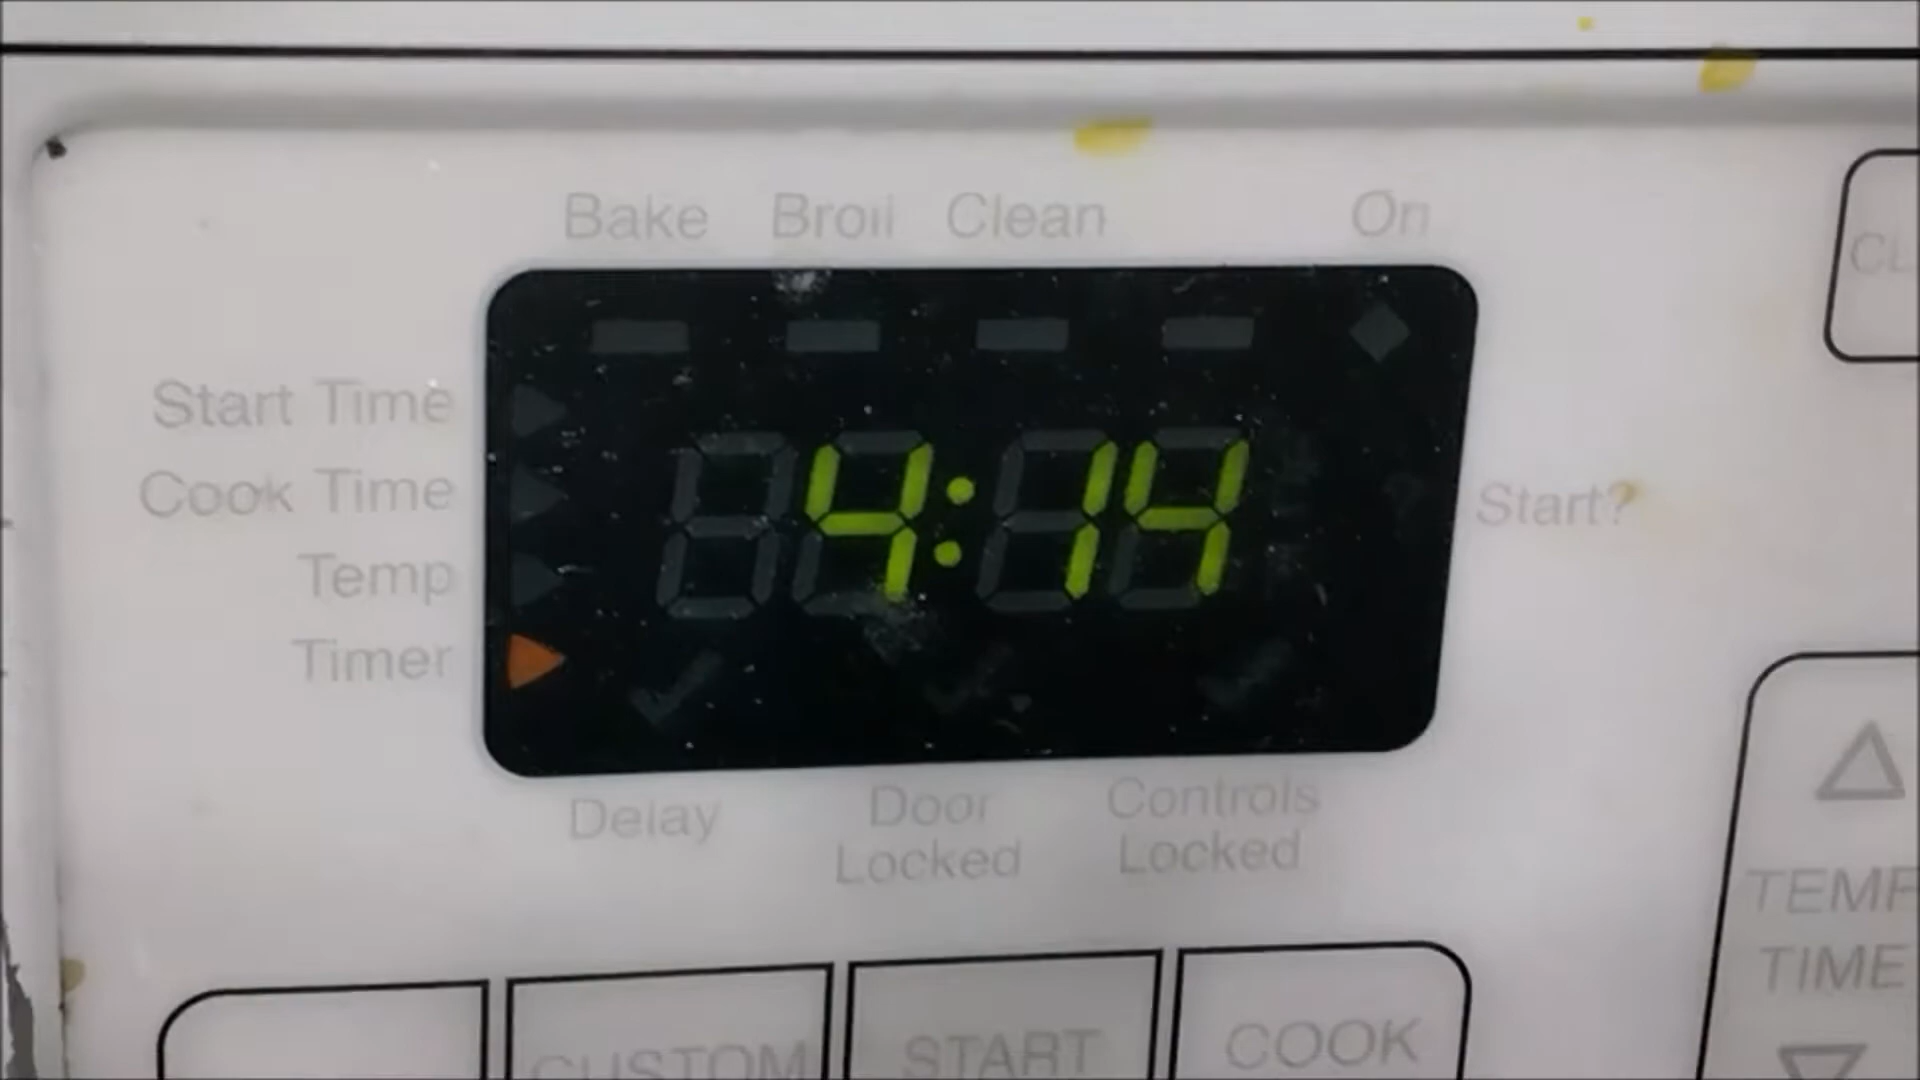 Bake Broil Clean On
Start Time
Cook Time
Temp
Timer
4:14
Start?
Delay
Door
Locked
Controls
Locked
TEMP
TIME
CUSTOM
START
COOK